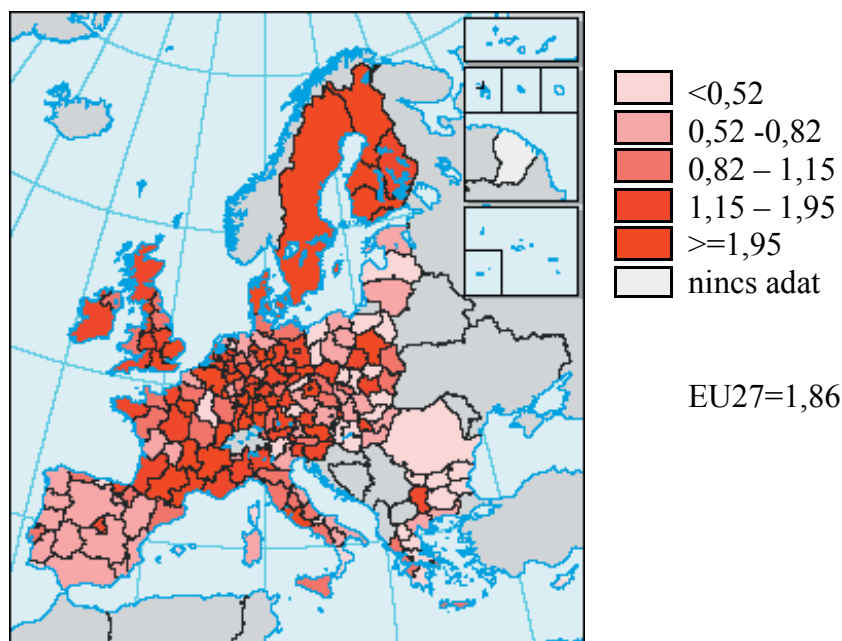 <0,52
0,52 -0,82
0,82 – 1,15
1,15 – 1,95
>=1,95
nincs adat
EU27=1,86